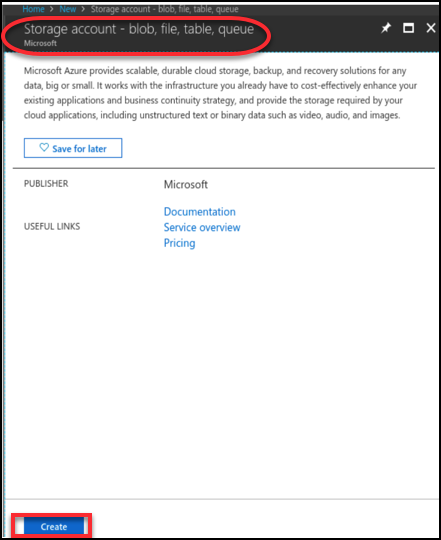 Home > New > Storage account - blob, file, table, queue
Storage account - blob, file, table, queue
Microsoft
Microsoft Azure provides scalable, durable cloud storage, backup, and recovery solutions for any
data, big or small. It works with the infrastructure you already have to cost-effectively enhance your
existing applications and business continuity strategy, and provide the storage required by your
cloud applications, including unstructured text or binary data such as video, audio, and images.
Save for later
PUBLISHER Microsoft
Documentation
USEFUL LINKS Service overview
Pricing
Create